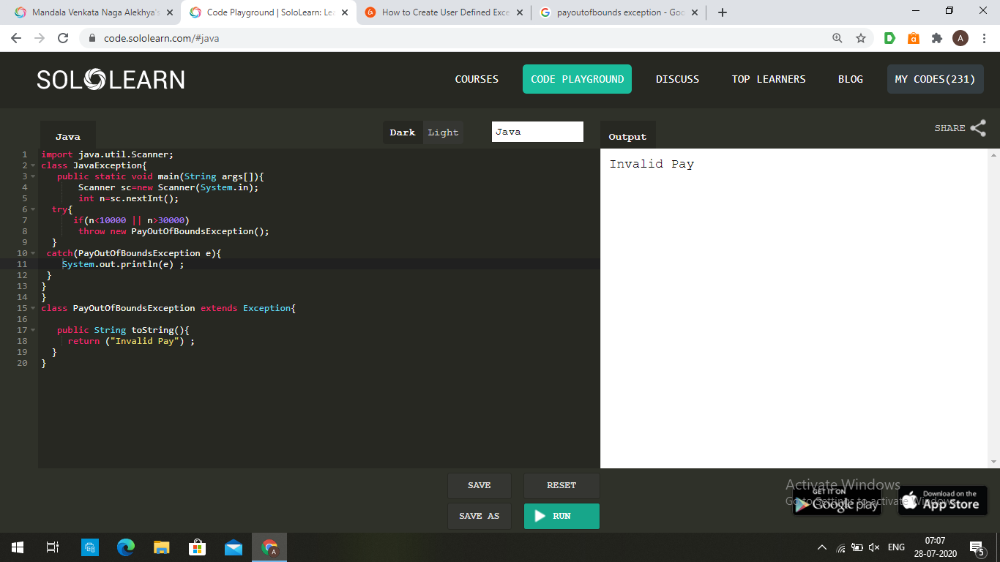 Mandala Venkata Naga Alekhya's
Code Playground | SoloLearn: Lea
How to Create User Defined Exce
payoutofbounds exception - Goo
code.sololearn.com/#java
A
SOLOLEARN
COURSES
CODE PLAYGROUND
DISCUSS
TOP LEARNERS
BLOG
MY CODES(231)
Java
Dark
Light
Java
Output
SHARE
1 import java.util.Scanner;
2 class JavaException{
3 public static void main(String args[]){
4 Scanner sc=new Scanner(System.in);
5 int n=sc.nextInt();
6 try{
7 if(n<10000 || n>30000)
8 throw new PayOutOfBoundsException();
9 }
10 catch(PayOutOfBoundsException e){
11 System.out.println(e) ;
12 }
13 }
14 }
15 class PayOutOfBoundsException extends Exception{
16
17 public String toString(){
18 return ("Invalid Pay") ;
19 }
20 }
Invalid Pay
SAVE
RESET
SAVE AS
RUN
Activate Windows
Go to Settings to activate Windows.
GET IT ON
Google play
Download on the
App Store
A
ENG
07:07
28-07-2020
5